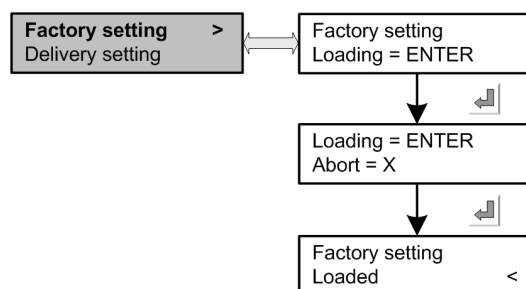 Factory setting >
Delivery setting
Factory setting
Loading = ENTER
Loading = ENTER
Abort = X
Factory setting
Loaded <